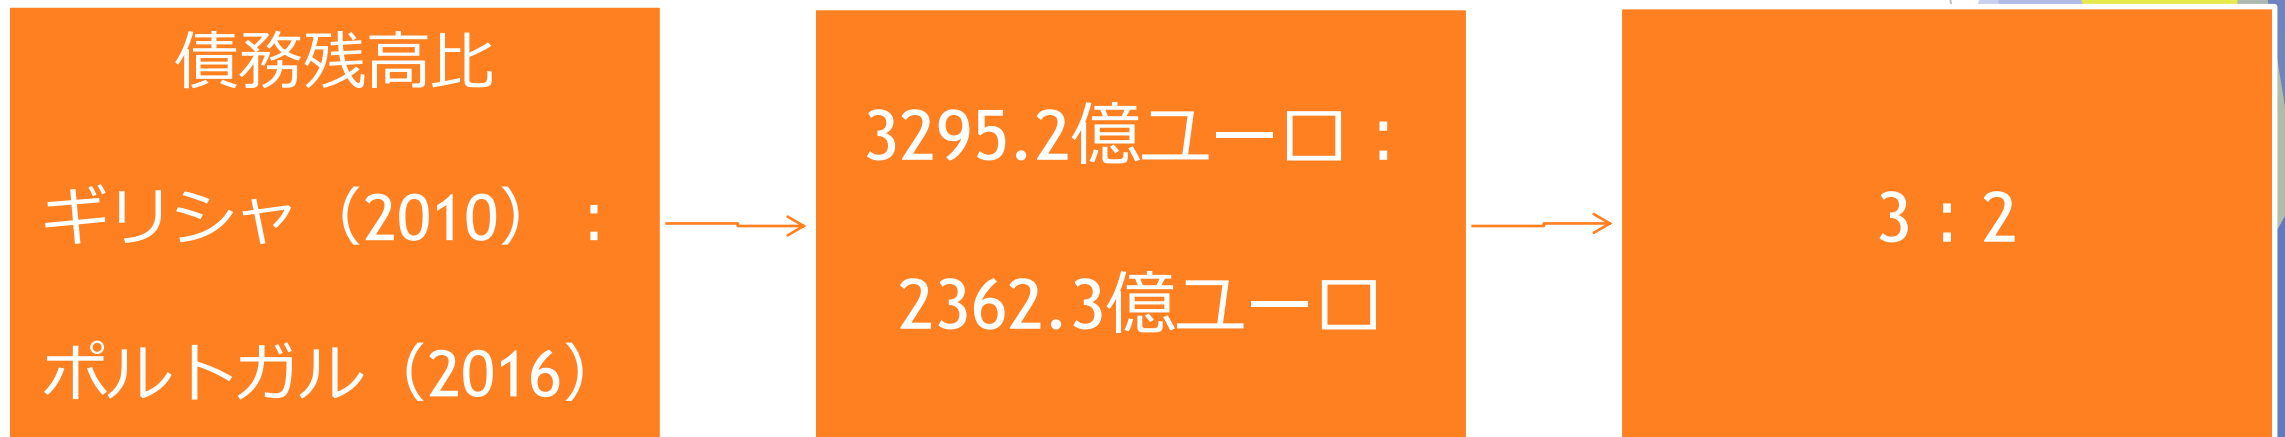 債務残高比
ギリシャ（2010）：
ポルトガル（2016）
3295.2億ユーロ：
2362.3億ユーロ
3：2